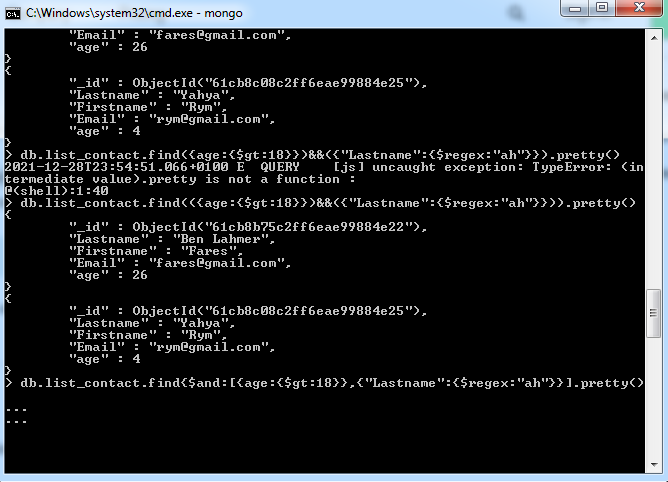 C:\Windows\system32\cmd.exe - mongo
"Email" : "fares@gmail.com",
"age" : 26
}
{
"_id" : ObjectId("61cb8c08c2ff6eae99884e25"),
"Lastname" : "Yahya",
"Firstname" : "Rym",
"Email" : "rym@gmail.com",
"age" : 4
}
> db.list_contact.find({age:{$gt:18}})&&({"Lastname":{$regex:"ah"}}).pretty()
2021-12-28T23:54:51.066+0100 E  QUERY    [js] uncaught exception: TypeError: (in
termediate value).pretty is not a function :
@(shell):1:40
> db.list_contact.find(({age:{$gt:18}})&&({"Lastname":{$regex:"ah"}})).pretty()
{
"_id" : ObjectId("61cb8b75c2ff6eae99884e22"),
"Lastname" : "Ben Lahmer",
"Firstname" : "Fares",
"Email" : "fares@gmail.com",
"age" : 26
}
{
"_id" : ObjectId("61cb8c08c2ff6eae99884e25"),
"Lastname" : "Yahya",
"Firstname" : "Rym",
"Email" : "rym@gmail.com",
"age" : 4
}
> db.list_contact.find{$and:[{age:{$gt:18}},{"Lastname":{$regex:"ah"}}].pretty()
...
...